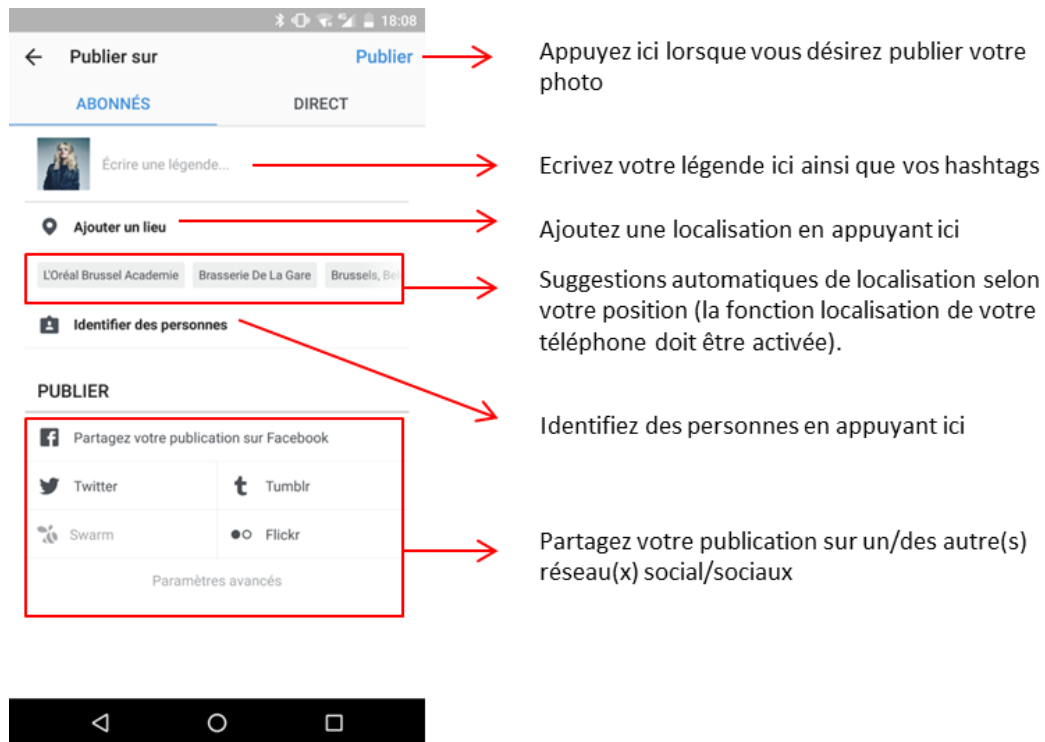 18:08
Publier sur
Publier
Appuyez ici lorsque vous désirez publier votre
photo
ABONNÉS
DIRECT
Écrire une légende...
Ecrivez votre légende ici ainsi que vos hashtags
Ajouter un lieu
Ajoutez une localisation en appuyant ici
L'Oréal Brussel Academie
Brasserie De La Gare
Brussels, Bel
Suggestions automatiques de localisation selon
votre position (la fonction localisation de votre
téléphone doit être activée).
Identifier des personnes
Identifiez des personnes en appuyant ici
PUBLIER
Partagez votre publication sur Facebook
Twitter
Tumblr
Swarm
Flickr
Paramètres avancés
Partagez votre publication sur un/des autre(s)
réseau(x) social/sociaux